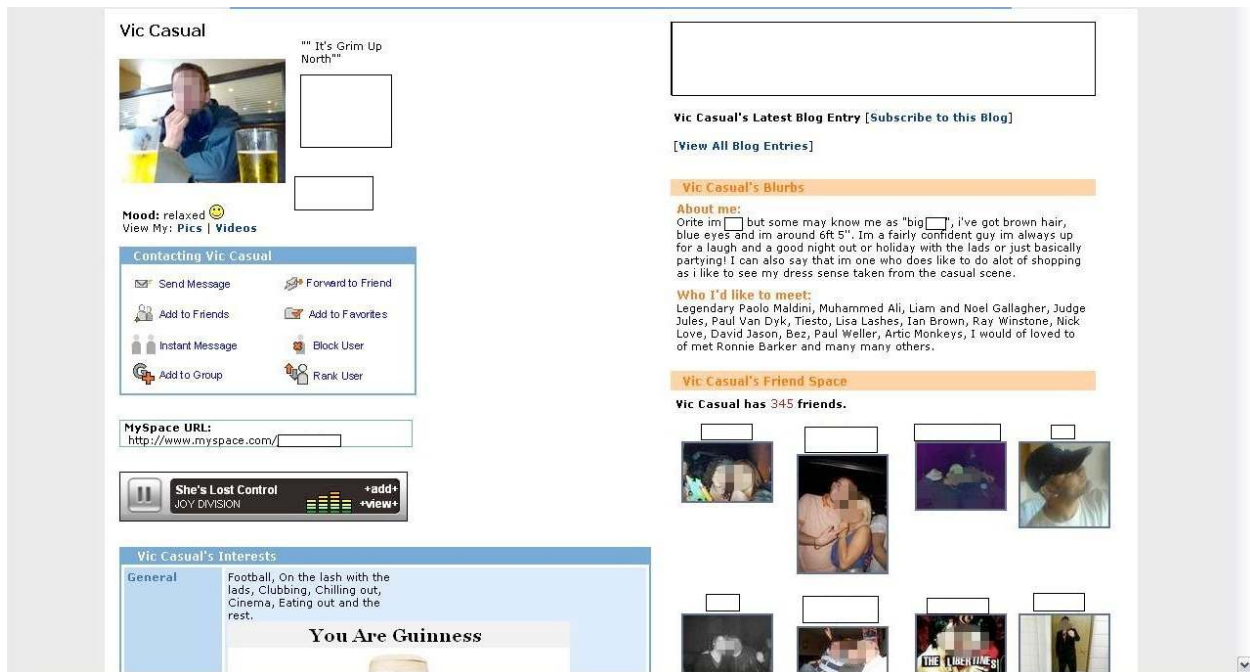 Vic Casual
"" It's Grim Up
North""
Mood: relaxed
View My: Pics | Videos
Contacting Vic Casual
Send Message
Forward to Friend
Add to Friends
Add to Favorites
Instant Message
Block User
Add to Group
Rank User
MySpace URL:
http://www.myspace.com/
She's Lost Control
JOY DIVISION
+add+
+view+
Vic Casual's Interests
General
Football, On the lash with the
lads, Clubbing, Chilling out,
Cinema, Eating out and the
rest.
You Are Guinness
Vic Casual's Latest Blog Entry [Subscribe to this Blog]
[View All Blog Entries]
Vic Casual's Blurbs
About me:
Orite im but some may know me as "big ", i've got brown hair,
blue eyes and im around 6ft 5". Im a fairly confident guy im always up
for a laugh and a good night out or holiday with the lads or just basically
partying! I can also say that im one who does like to do alot of shopping
as i like to see my dress sense taken from the casual scene.
Who I'd like to meet:
Legendary Paolo Maldini, Muhammed Ali, Liam and Noel Gallagher, Judge
Jules, Paul Van Dyk, Tiesto, Lisa Lashes, Ian Brown, Ray Winstone, Nick
Love, David Jason, Bez, Paul Weller, Artic Monkeys, I would of loved to
of met Ronnie Barker and many many others.
Vic Casual's Friend Space
Vic Casual has 345 friends.
THE LIBERTINES